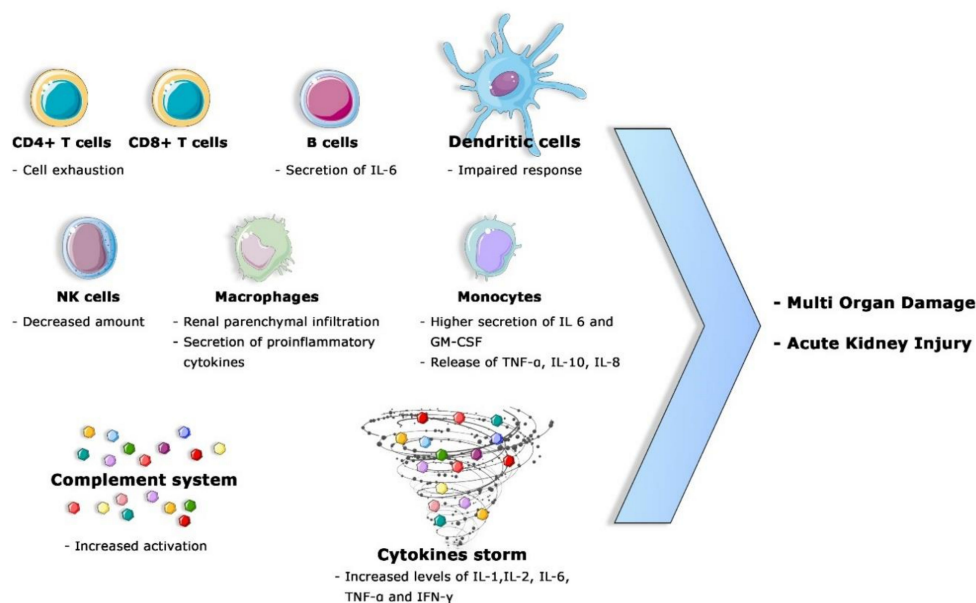 CD4+ T cells
CD8+ T cells
B cells
Dendritic cells
- Cell exhaustion
- Secretion of IL-6
- Impaired response
NK cells
Macrophages
Monocytes
- Decreased amount
- Renal parenchymal infiltration
- Secretion of proinflammatory
cytokines
- Higher secretion of IL 6 and
GM-CSF
- Release of TNF-α, IL-10, IL-8
- Multi Organ Damage
- Acute Kidney Injury
Complement system
- Increased activation
Cytokines storm
- Increased levels of IL-1,IL-2, IL-6,
TNF-α and IFN-γ